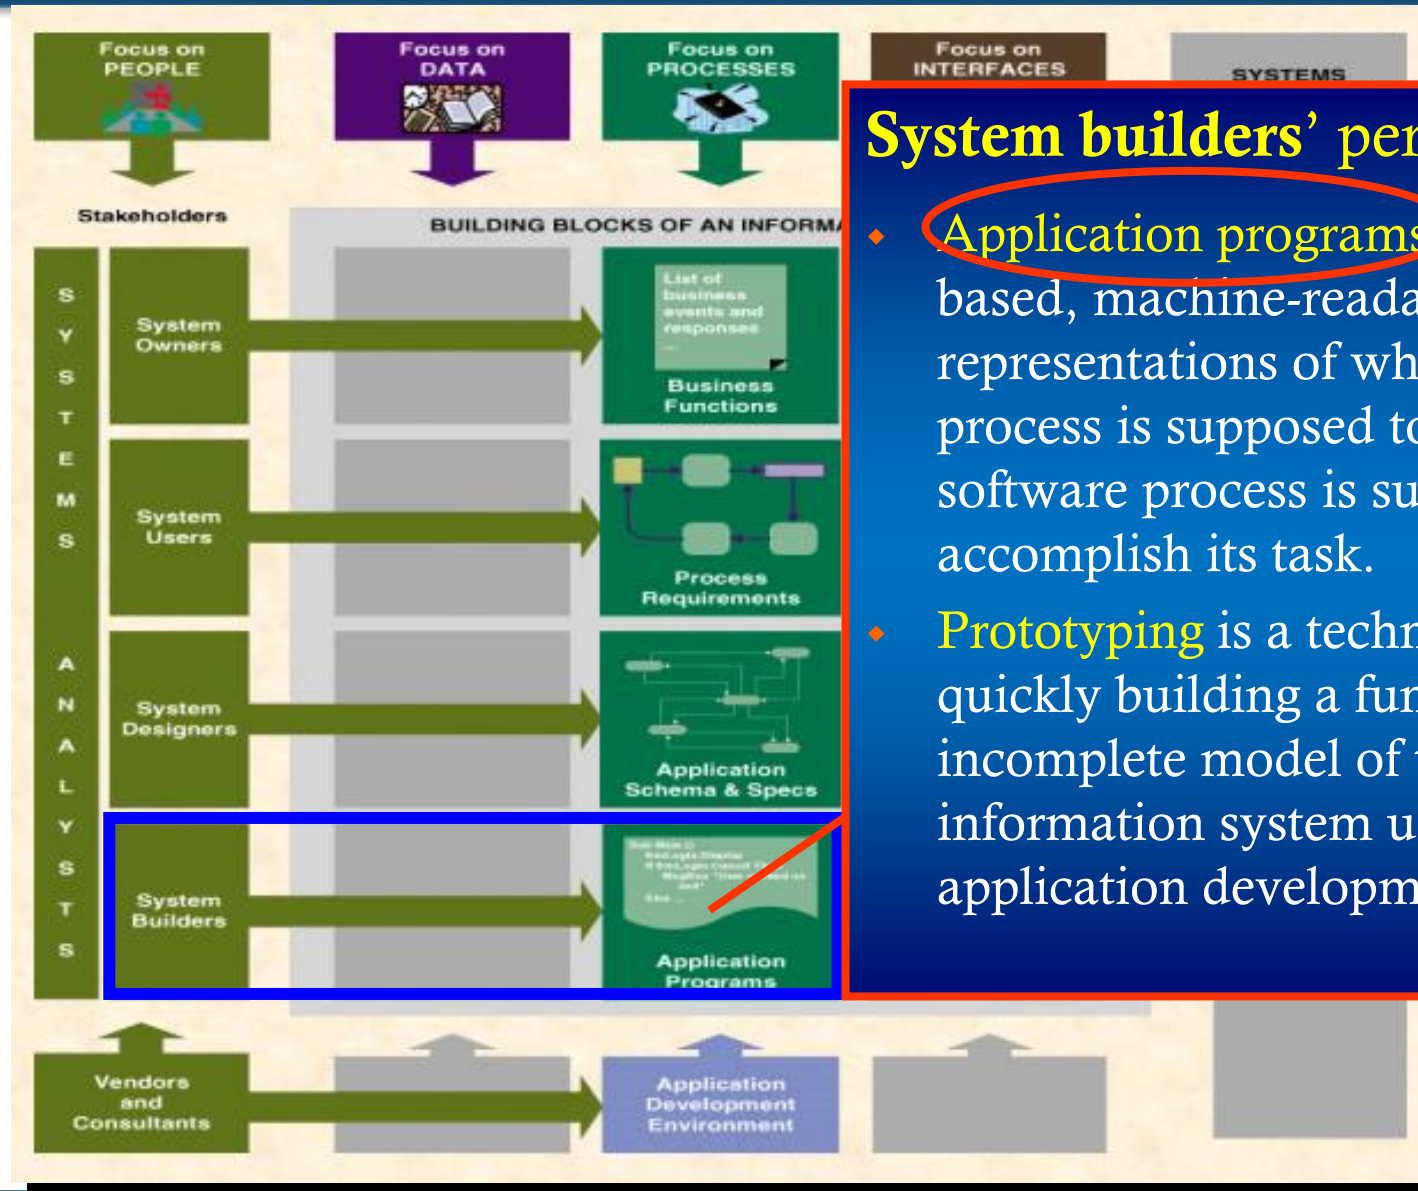 Focus on
PEOPLE
Focus on
DATA
Focus on
PROCESSES
Focus on
INTERFACES
SYSTEMS
Stakeholders
BUILDING BLOCKS OF AN INFORMA
SYSTEMS ANALYSTS
System
Owners
List of
business
events and
responses
...
Business
Functions
System
Users
Process
Requirements
System
Designers
Application
Schema & Specs
System
Builders
Application
Programs
Vendors
and
Consultants
Application
Development
Environment
System builders’ per
Application programs
based, machine-reada
representations of wh
process is supposed to
software process is su
accomplish its task.
Prototyping is a techn
quickly building a fun
incomplete model of t
information system u
application developm